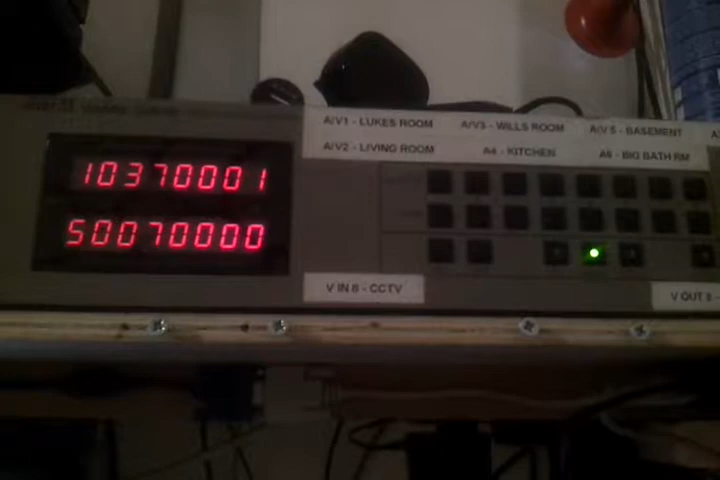 A/V1 - LUKES ROOM A/V3 - WILLS ROOM A/V 5 - BASEMENT
A/V2 - LIVING ROOM A4 - KITCHEN A6 - BIG BATH RM
10370001
50070000
V IN 8 - CCTV
V OUT 8 -